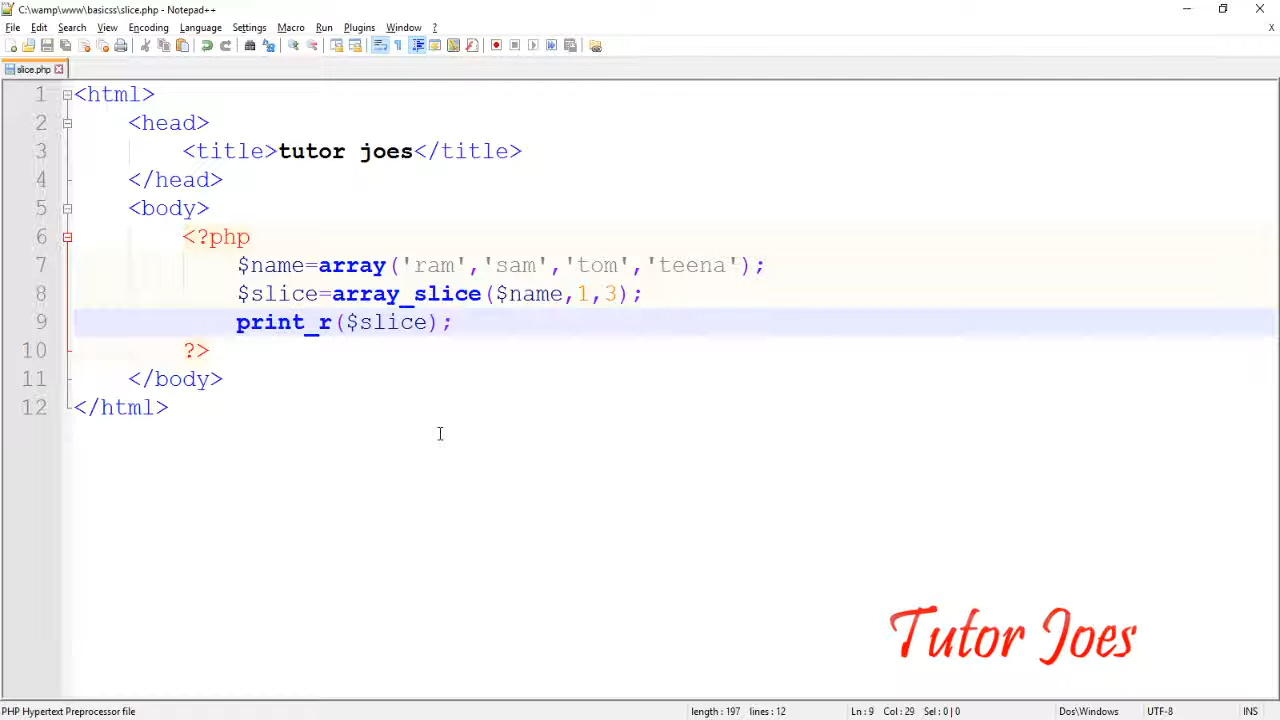 C:\wamp\www\basicss\slice.php - Notepad++
File Edit Search View Encoding Language Settings Macro Run Plugins Window ? X
slice.php
1 <html>
2 <head>
3 <title>tutor joes</title>
4 </head>
5 <body>
6 <?php
7 $name=array('ram','sam','tom','teena');
8 $slice=array_slice($name,1,3);
9 print_r($slice);
10 ?>
11 </body>
12 </html>
Tutor Joes
PHP Hypertext Preprocessor file length : 197 lines : 12 Ln : 9 Col : 29 Sel : 0 | 0 Dos\Windows UTF-8 INS